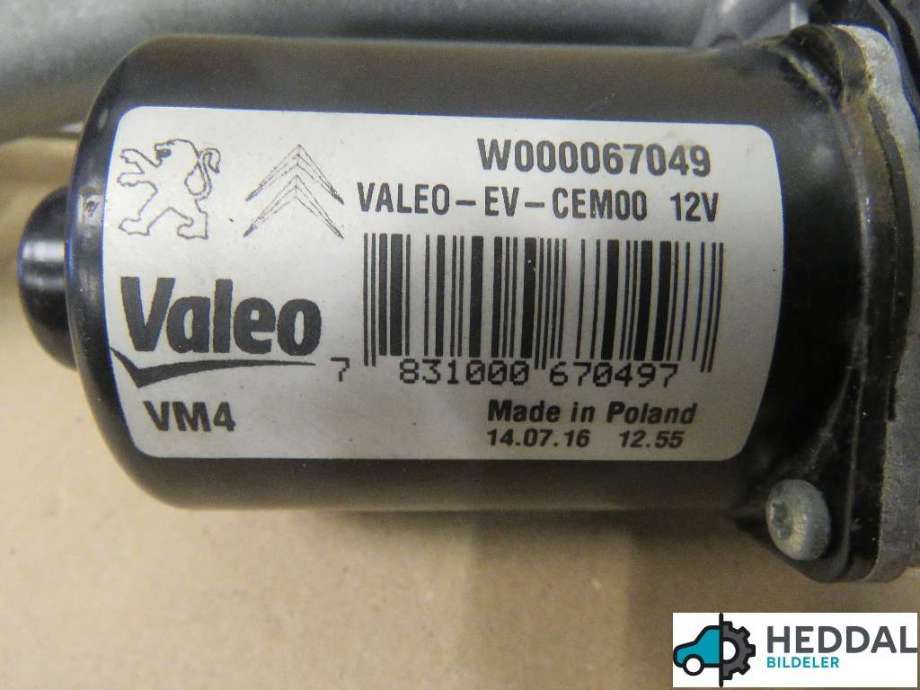 W000067049
VALEO-EV-CEM00 12V
Valeo
7 831000 670497
VM4
Made in Poland
14.07.16 12.55
HEDDAL
BILDELER